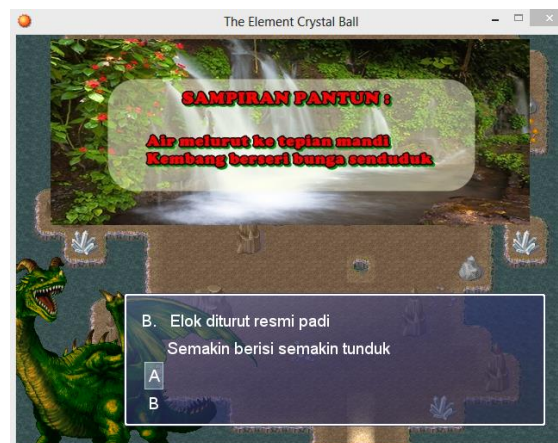 The Element Crystal Ball
SAMPIRAN PANTUN :
Air melurut ke tepian mandi
Kembang berseri bunga senduduk
B. Elok diturut resmi padi
Semakin berisi semakin tunduk
A
B